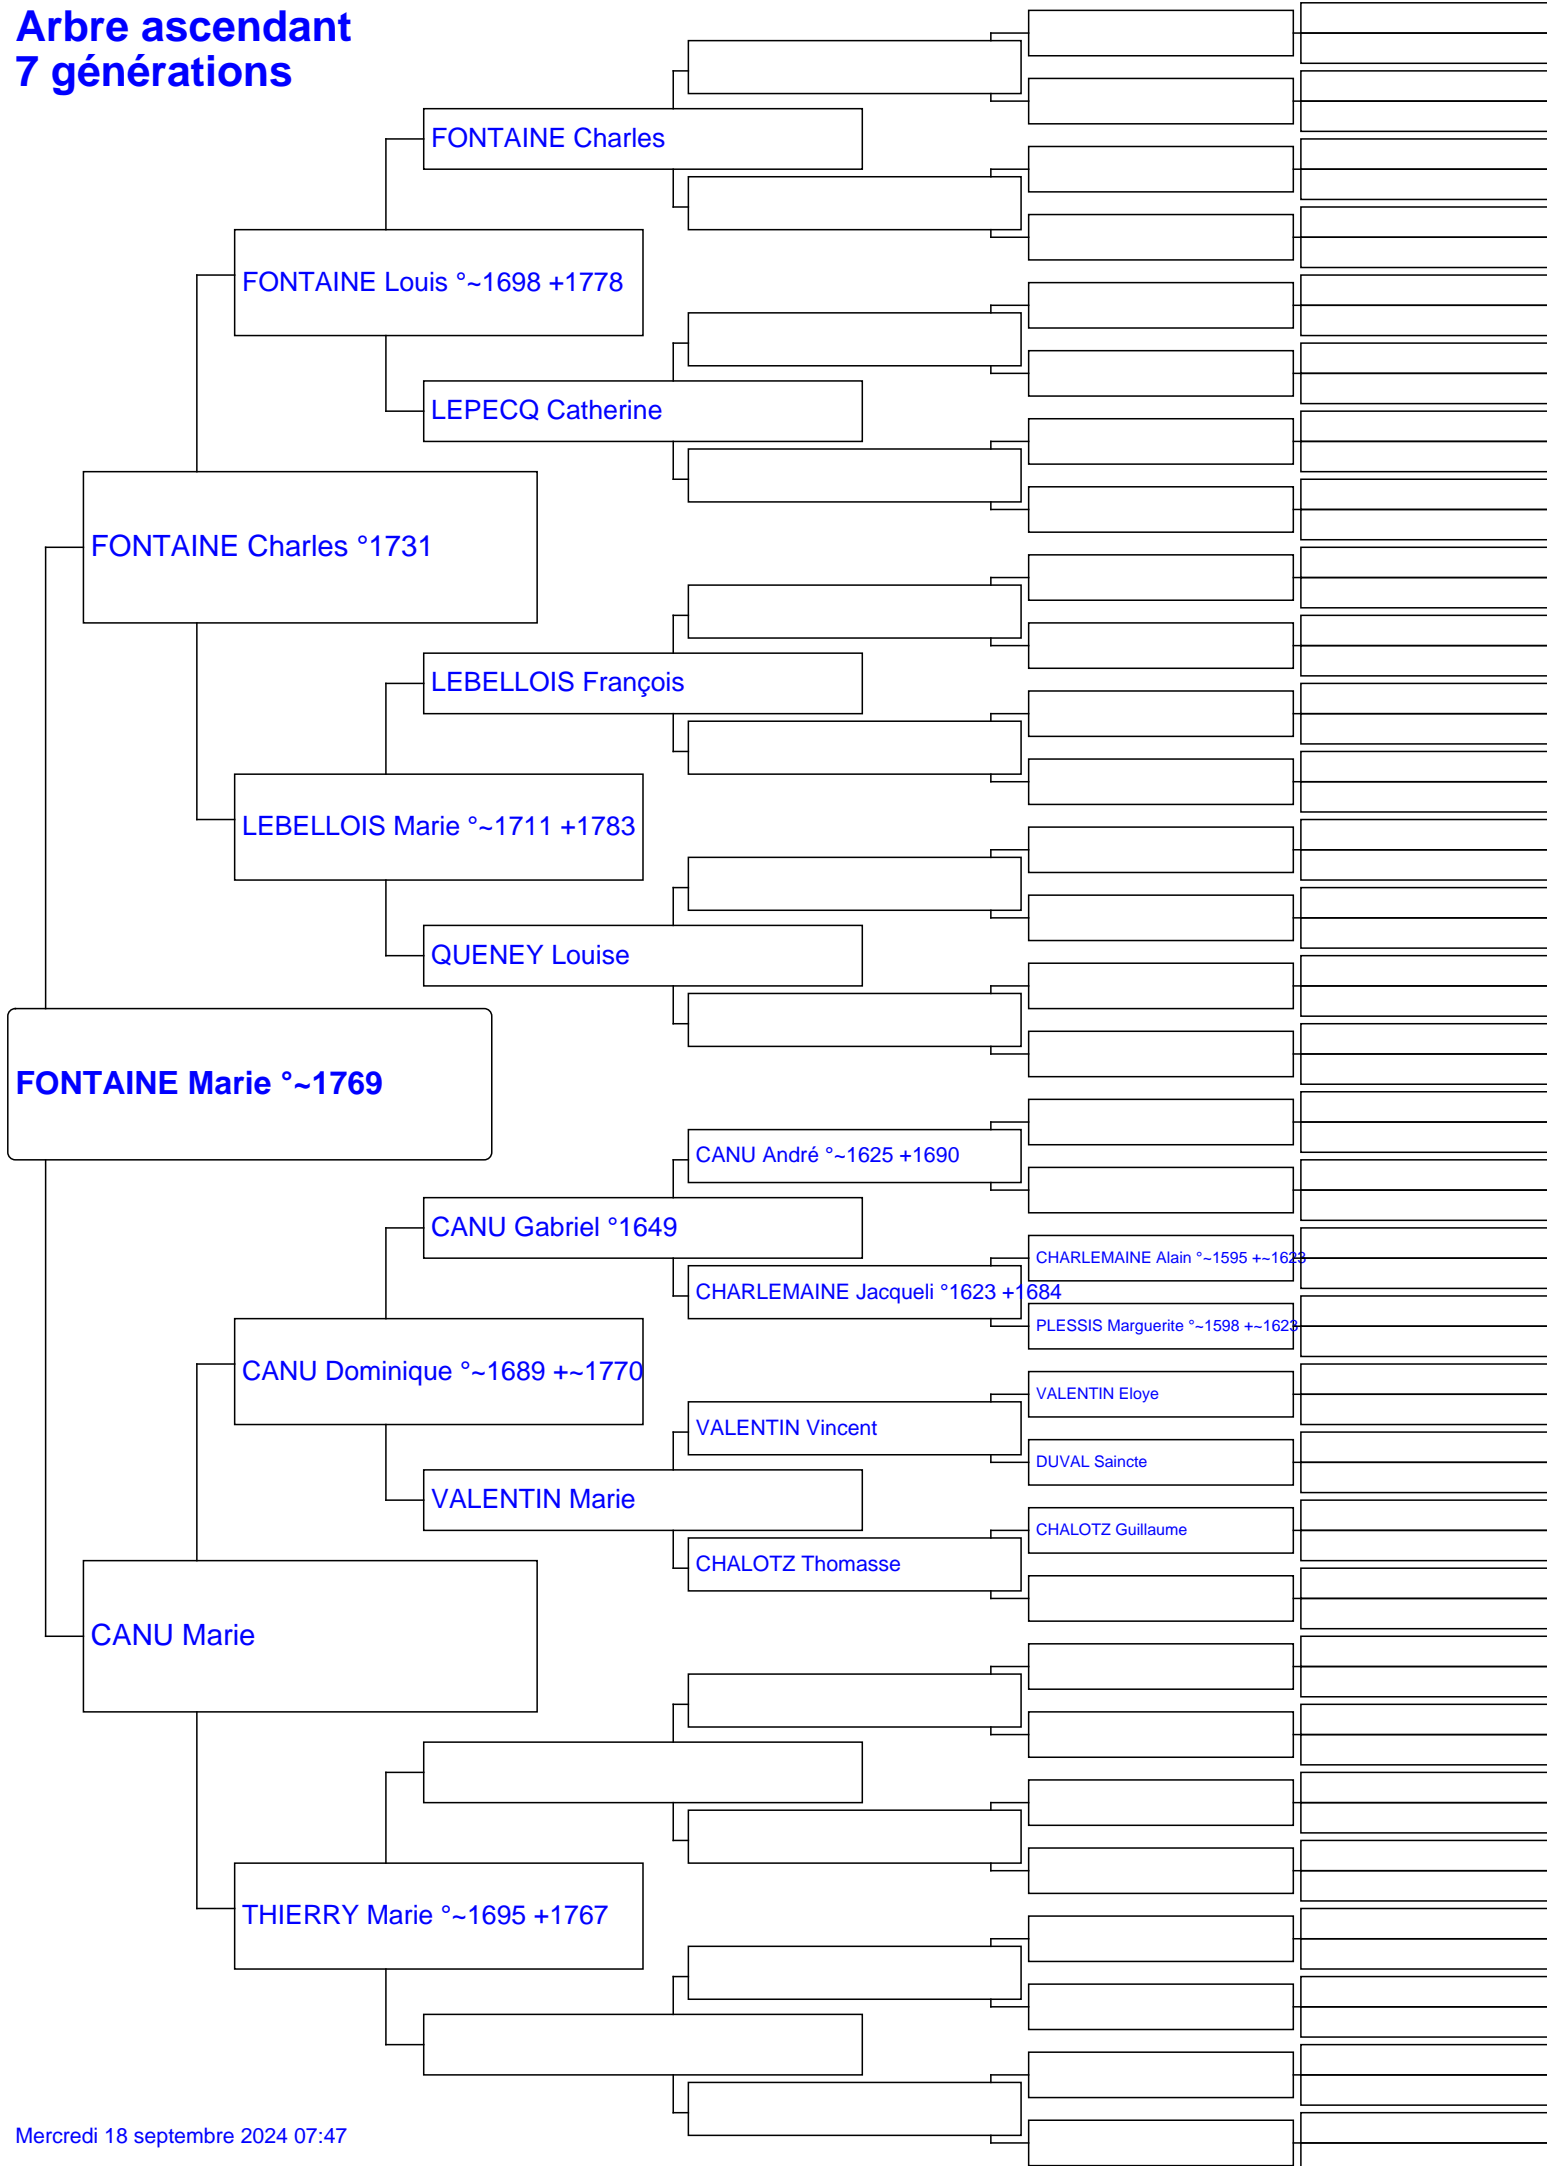 Arbre ascendant
7 générations
FONTAINE Charles
FONTAINE Louis °~1698 +1778
LEPECQ Catherine
FONTAINE Charles °1731
LEBELLOIS François
LEBELLOIS Marie °~1711 +1783
QUENEY Louise
FONTAINE Marie °~1769
CANU André °~1625 +1690
CANU Gabriel °1649
CHARLEMAINE Alain °~1595 +~1623
CHARLEMAINE Jacqueli °1623 +1684
PLESSIS Marguerite °~1598 +~1623
CANU Dominique °~1689 +~1770
VALENTIN Eloye
VALENTIN Vincent
DUVAL Saincte
VALENTIN Marie
CHALOTZ Guillaume
CHALOTZ Thomasse
CANU Marie
THIERRY Marie °~1695 +1767
Mercredi 18 septembre 2024 07:47